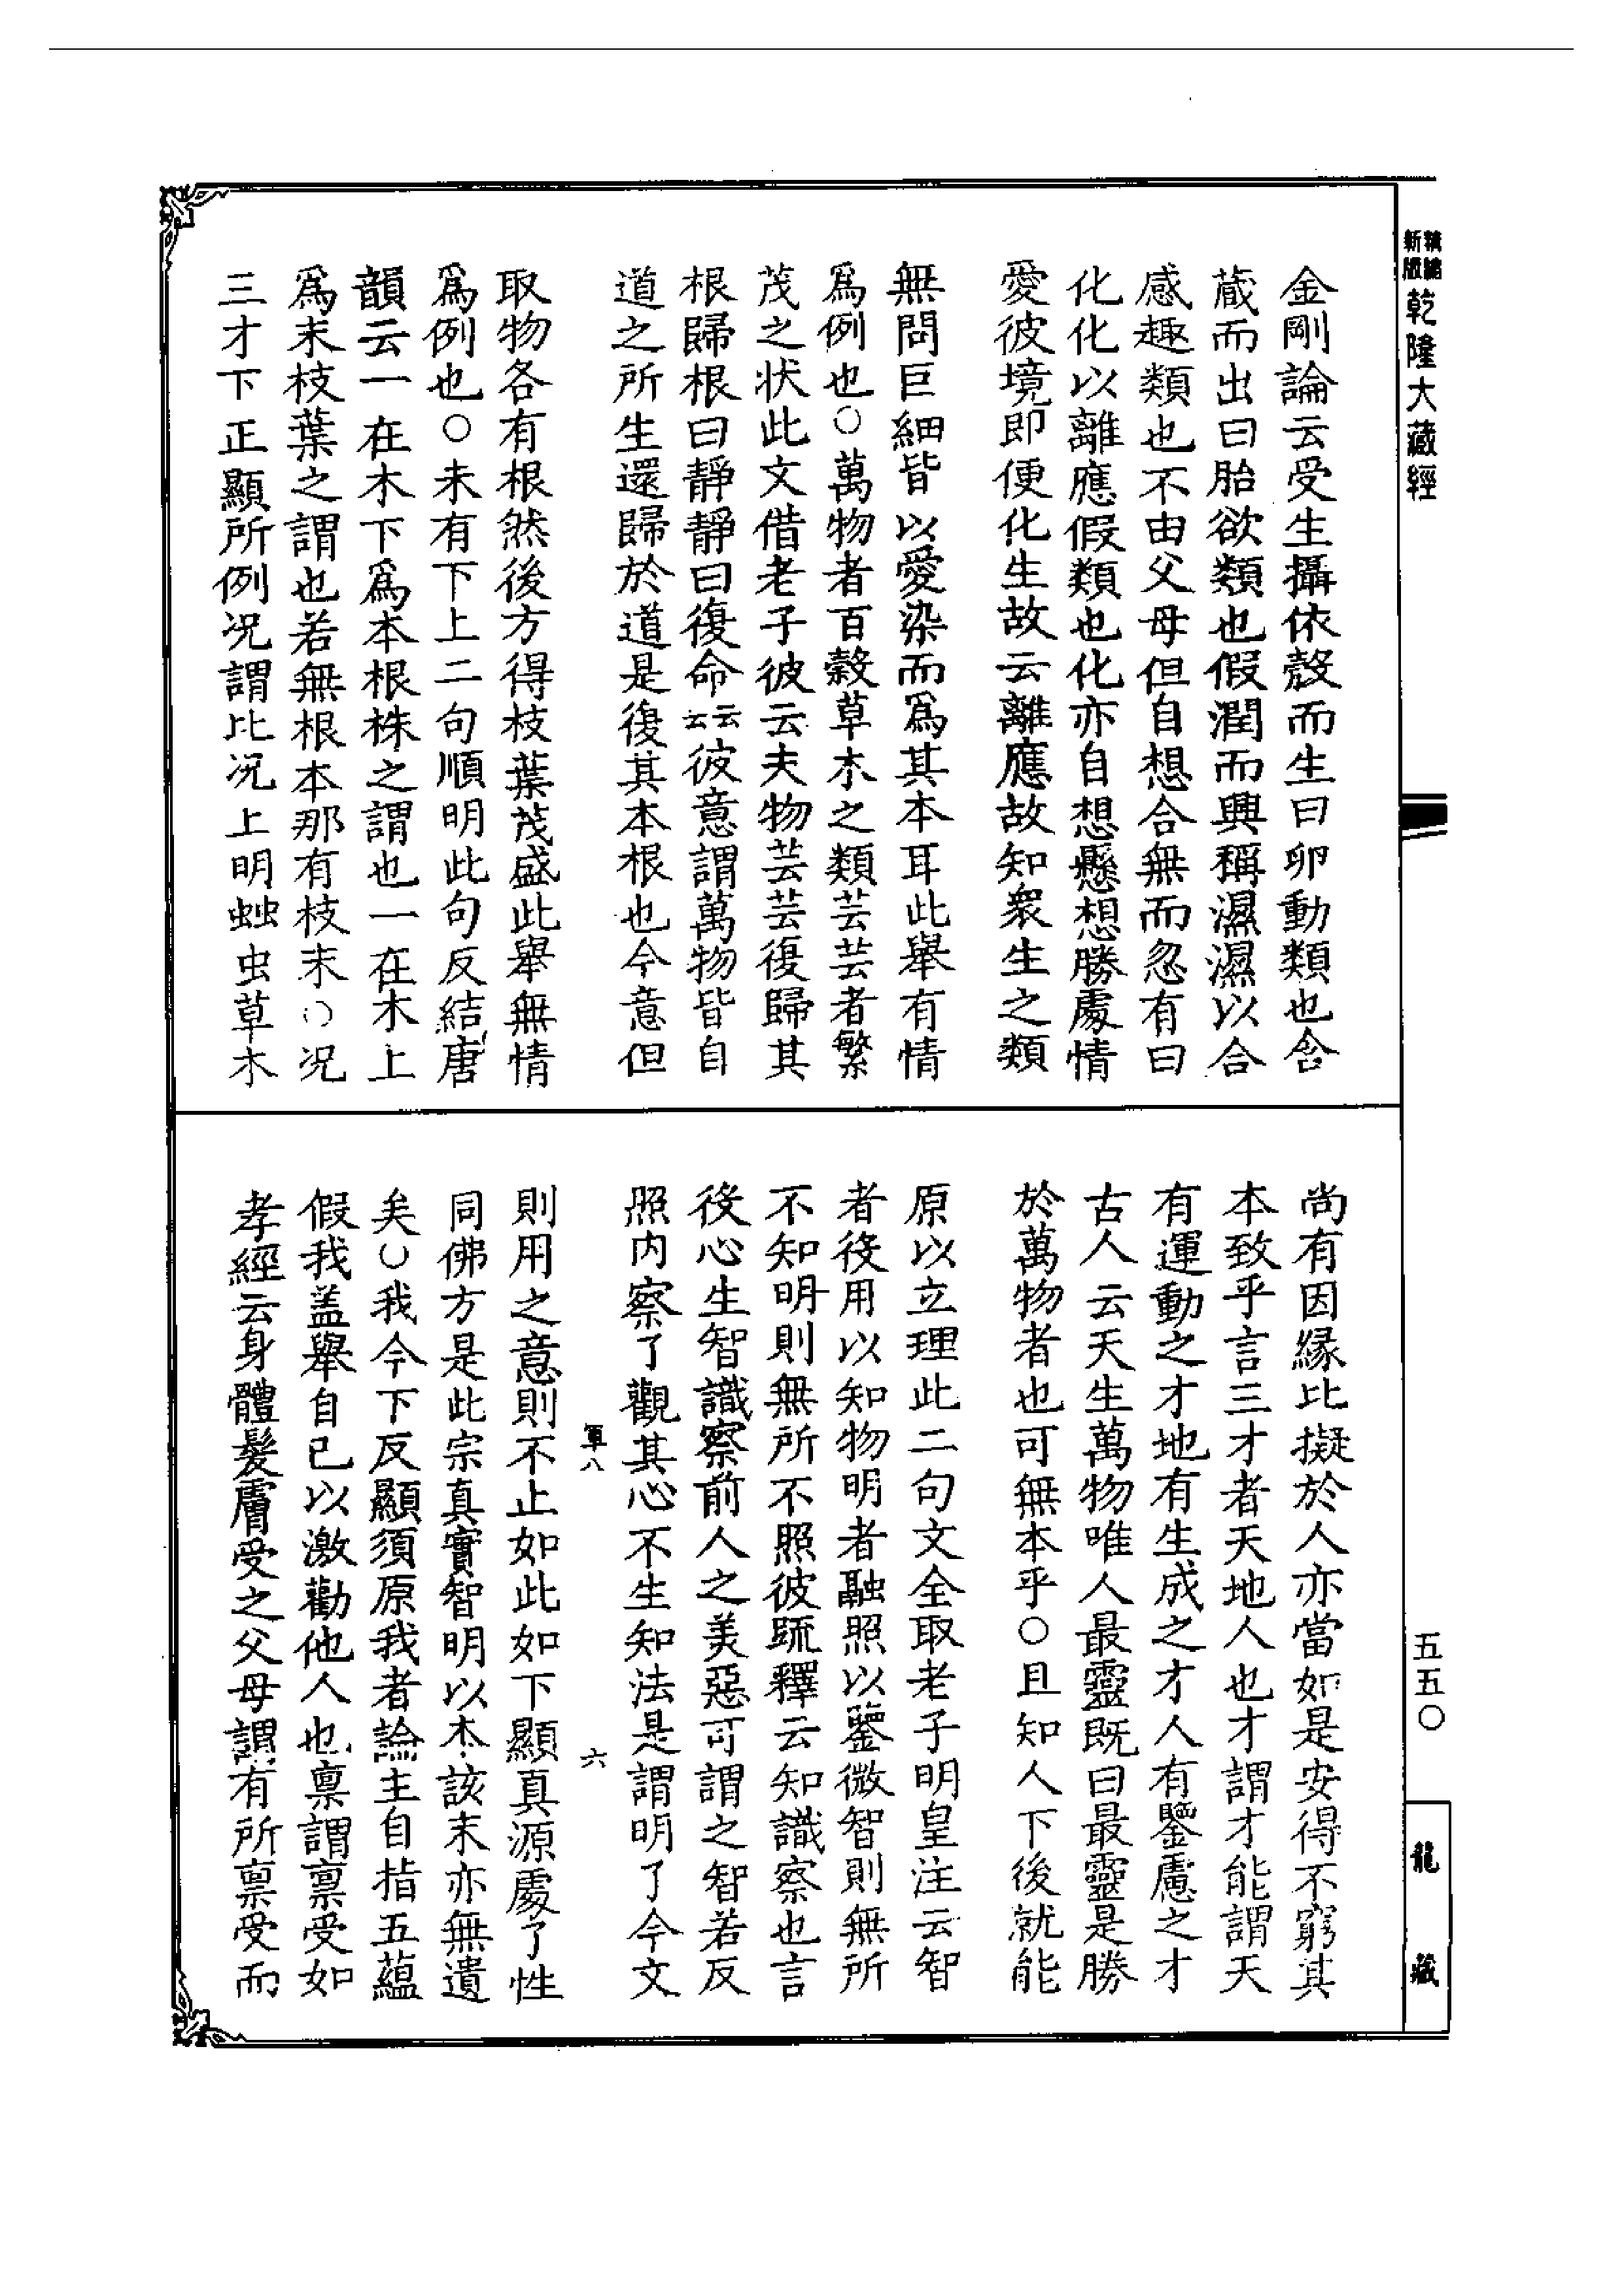 精縮
新版
乾隆大藏經
金剛論云受生攝依殼而生曰卵動類也含
藏而出曰胎欲類也假潤而興稱濕濕以合
感趣類也不由父母但自想合無而忽有曰
化化以離應假類也化亦自想懸想勝處情
愛彼境即便化生故云離應故知衆生之類
無問巨細皆以愛染而爲其本耳此舉有情
爲例也○萬物者百穀草木之類芸芸者繁
茂之状此文借老子彼云夫物芸芸復歸其
根歸根曰靜靜曰復命云云彼意謂萬物皆自
道之所生還歸於道是復其本根也今意但
取物各有根然後方得枝葉茂盛此舉無情
爲例也○未有下上二句順明此句反結唐
韻云一在木下爲本根株之謂也一在木上
爲末枝葉之謂也若無根本那有枝末○况
三才下正顯所例况謂比况上明蚰虫草木
尚有因緣比擬於人亦當如是安得不窮其
本致乎言三才者天地人也才謂才能謂天
有運動之才地有生成之才人有鑒慮之才
古人云天生萬物唯人最靈既曰最靈是勝
於萬物者也可無本乎○且知人下後就能
原以立理此二句文全取老子明皇注云智
者役用以知物明者融照以鑒微智則無所
不知明則無所不照彼䟽釋云知識察也言
役心生智識察前人之美惡可謂之智若反
照内察了觀其心不生知法是謂明了今文
軍八
六
則用之意則不止如此如下顯真源處了性
同佛方是此宗真實智明以本該末亦無遺
矣○我今下反顯須原我者論主自指五蘊
假我盖舉自已以激勸他人也稟謂稟受如
孝經云身體髮膚受之父母謂有所稟受而
五五○
龍藏